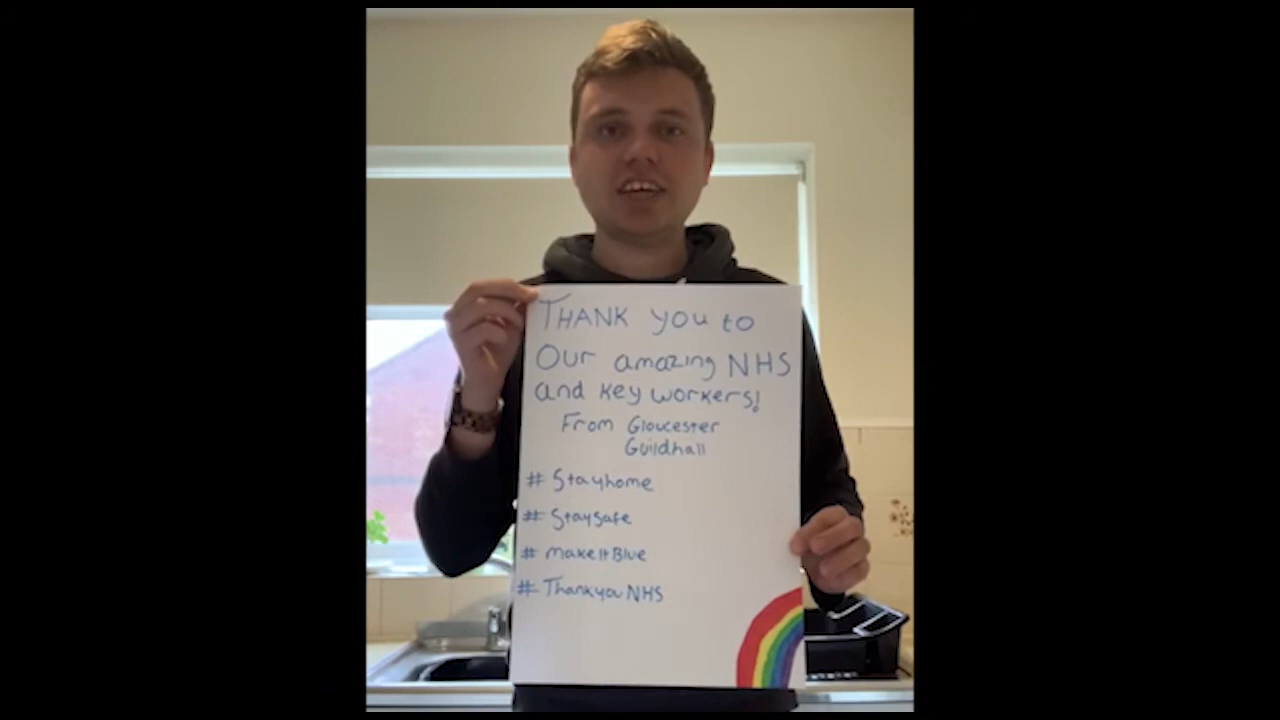 THANK you to
Our amazing NHS
and key workers!
From Gloucester
Guildhall
# Stayhome
# StaySafe
# makeItBlue
# ThankyouNHS